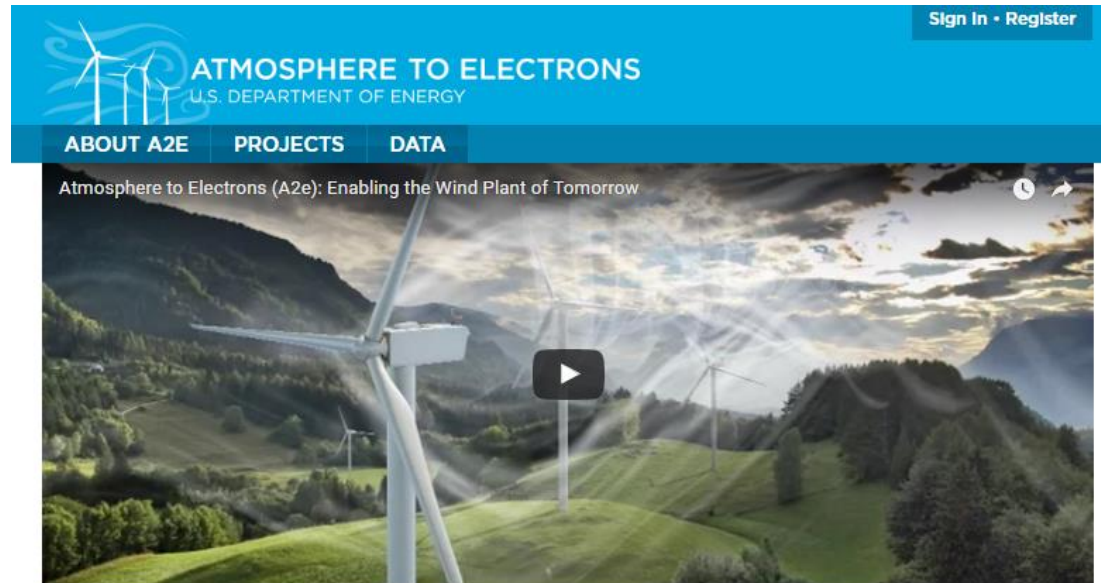 Sign In • Register
ATMOSPHERE TO ELECTRONS
U.S. DEPARTMENT OF ENERGY
ABOUT A2E PROJECTS DATA
Atmosphere to Electrons (A2e): Enabling the Wind Plant of Tomorrow